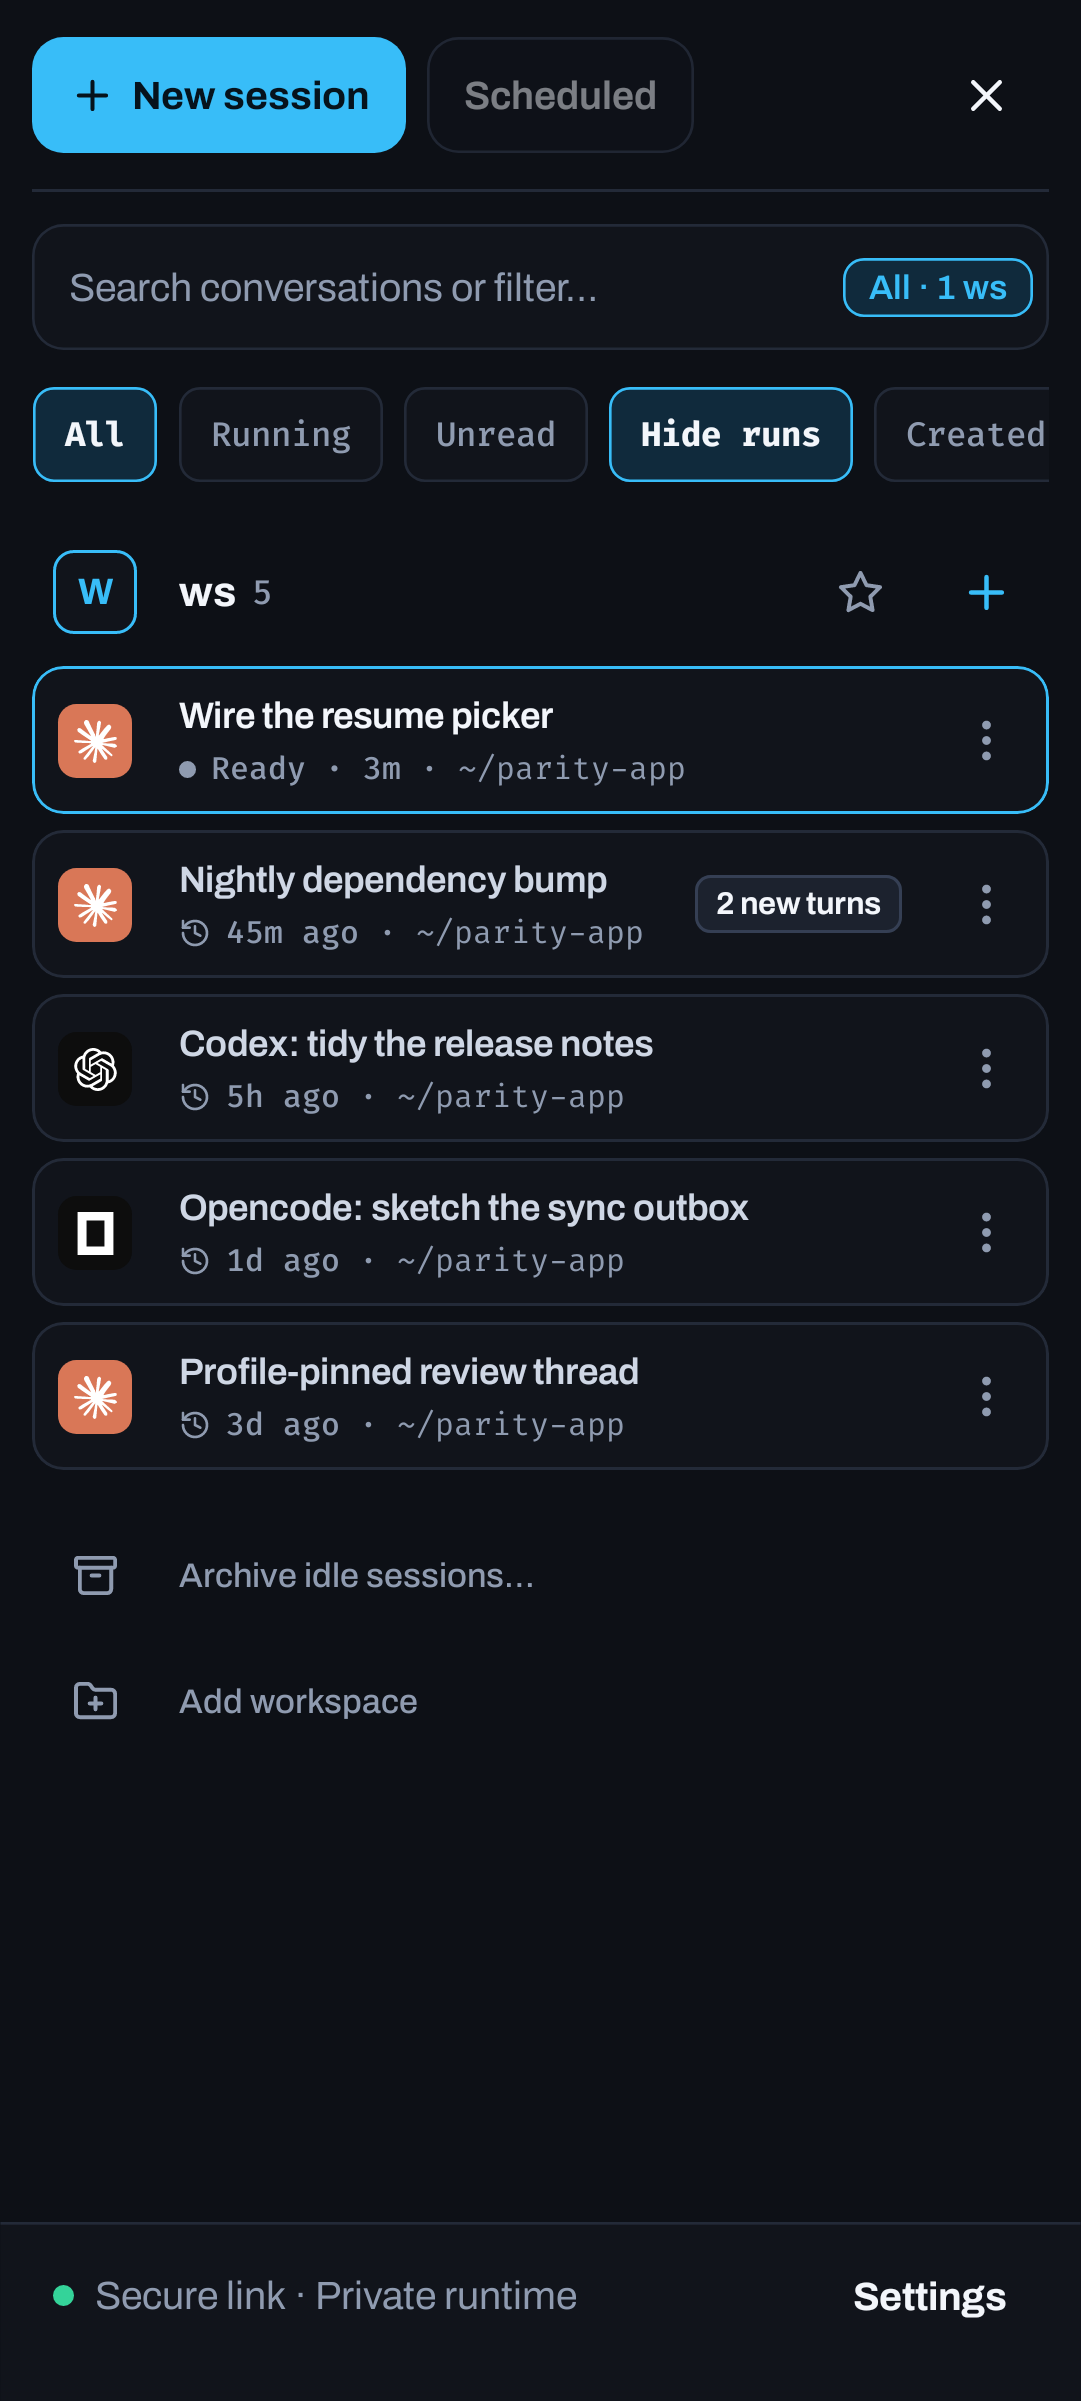 New session
Scheduled
Search conversations or filter...
All · 1 ws
All
Running
Unread
Hide runs
Created
W
ws 5
Wire the resume picker
Ready · 3m · ~/parity-app
Nightly dependency bump
45m ago · ~/parity-app
2 new turns
Codex: tidy the release notes
5h ago · ~/parity-app
Opencode: sketch the sync outbox
1d ago · ~/parity-app
Profile-pinned review thread
3d ago · ~/parity-app
Archive idle sessions...
Add workspace
Secure link · Private runtime
Settings